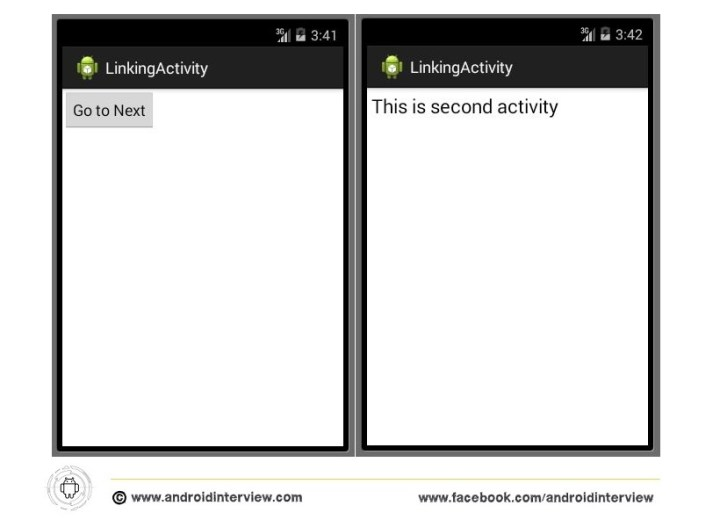 3G 3:41
LinkingActivity
Go to Next
3G 3:42
LinkingActivity
This is second activity
© www.androidinterview.com
www.facebook.com/androidinterview